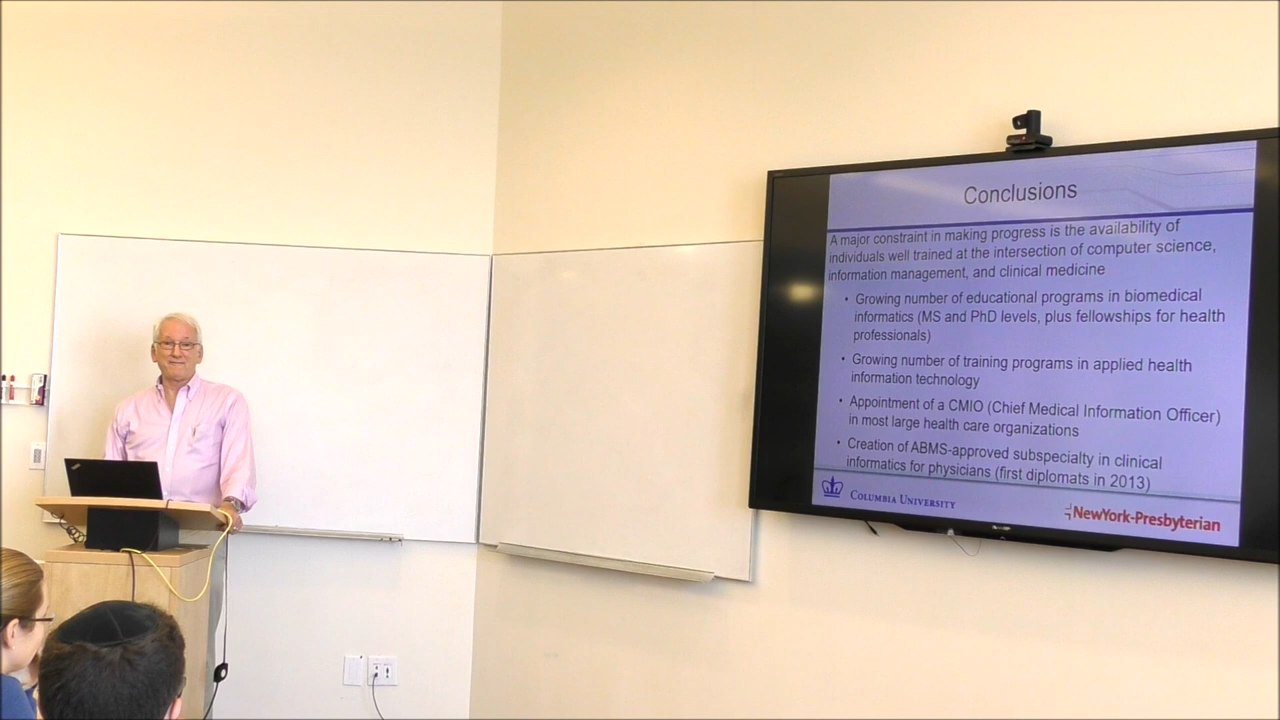 Conclusions
A major constraint in making progress is the availability of
individuals well trained at the intersection of computer science,
information management, and clinical medicine
• Growing number of educational programs in biomedical
informatics (MS and PhD levels, plus fellowships for health
professionals)
• Growing number of training programs in applied health
information technology
• Appointment of a CMIO (Chief Medical Information Officer)
in most large health care organizations
• Creation of ABMS-approved subspecialty in clinical
informatics for physicians (first diplomats in 2013)
COLUMBIA UNIVERSITY
NewYork-Presbyterian